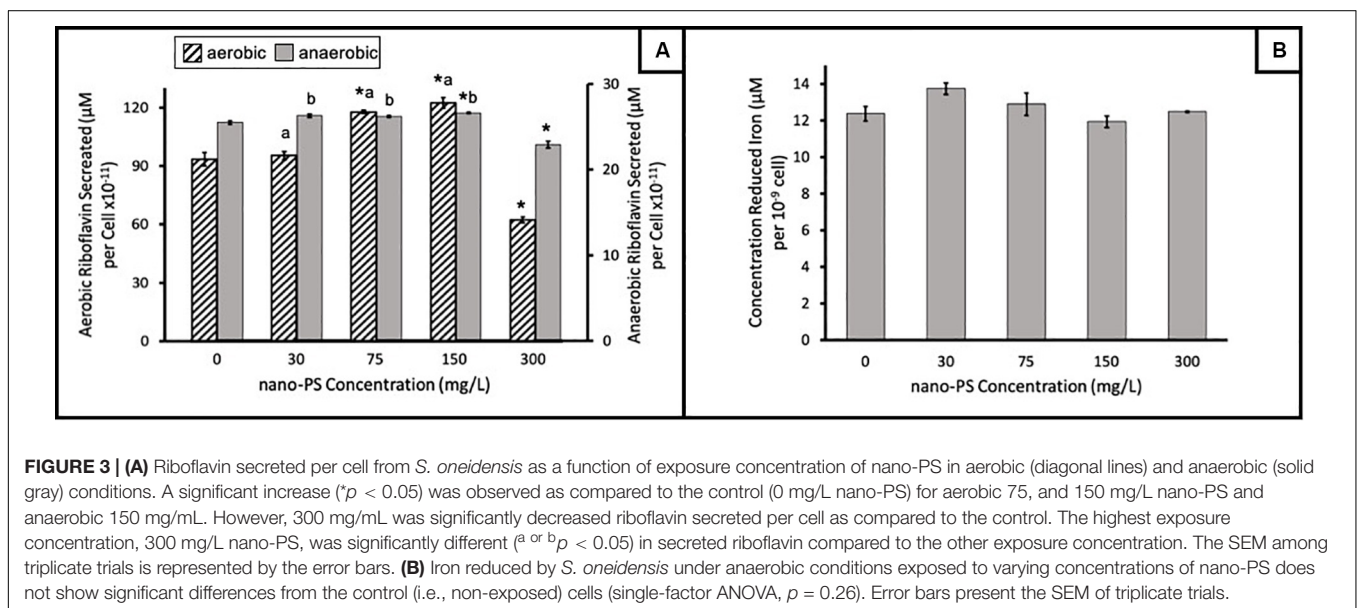 A
aerobic anaerobic
Aerobic Riboflavin Secreated (µM
per Cell x10-11)
120
90
60
30
0
a
b
*a
b
*a
*b
*
*
30
20
10
0
Anaerobic Riboflavin Secreted (µM
per Cell x10-11)
0 30 75 150 300
nano-PS Concentration (mg/L)
B
Concentration Reduced Iron (µM
per 10-9 cell)
14
12
10
8
6
4
2
0
0 30 75 150 300
nano-PS Concentration (mg/L)
FIGURE 3 | (A) Riboflavin secreted per cell from S. oneidensis as a function of exposure concentration of nano-PS in aerobic (diagonal lines) and anaerobic (solid
gray) conditions. A significant increase (*p < 0.05) was observed as compared to the control (0 mg/L nano-PS) for aerobic 75, and 150 mg/L nano-PS and
anaerobic 150 mg/mL. However, 300 mg/mL was significantly decreased riboflavin secreted per cell as compared to the control. The highest exposure
concentration, 300 mg/L nano-PS, was significantly different (a or bp < 0.05) in secreted riboflavin compared to the other exposure concentration. The SEM among
triplicate trials is represented by the error bars. (B) Iron reduced by S. oneidensis under anaerobic conditions exposed to varying concentrations of nano-PS does
not show significant differences from the control (i.e., non-exposed) cells (single-factor ANOVA, p = 0.26). Error bars present the SEM of triplicate trials.